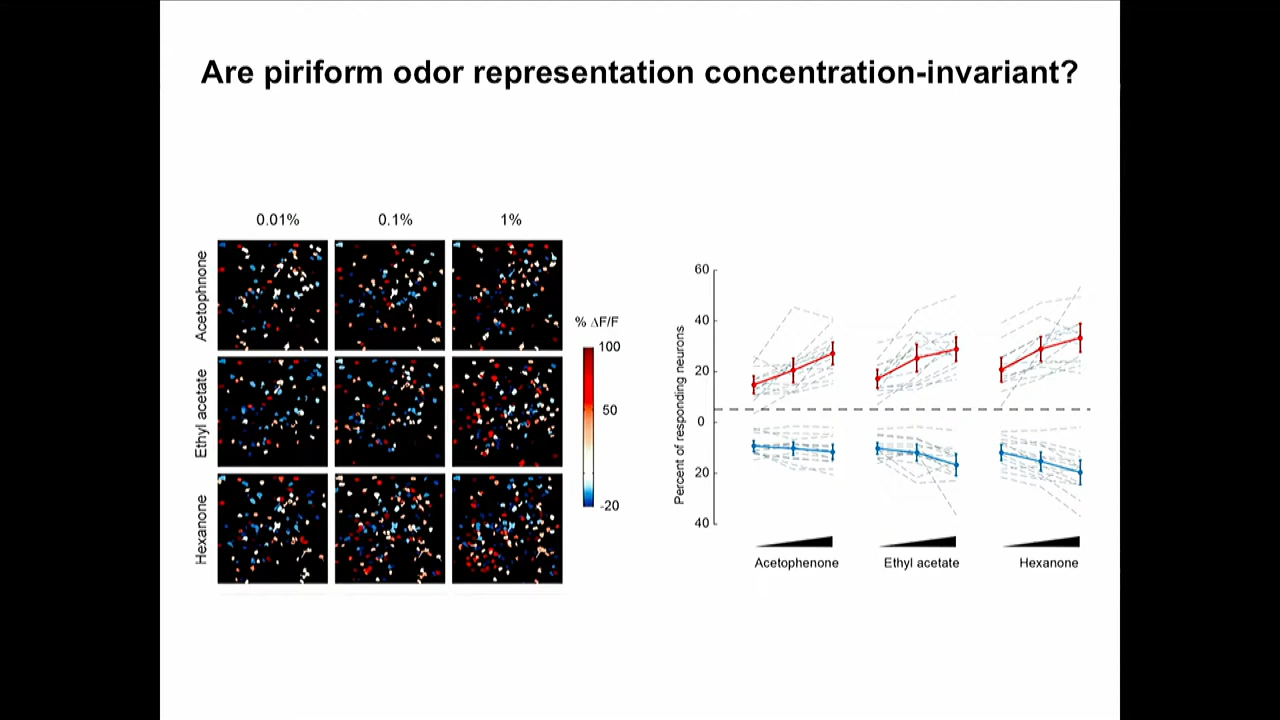 Are piriform odor representation concentration-invariant?
0.01% 0.1% 1%
Acetophnone
Ethyl acetate
Hexanone
% ΔF/F
100
50
-20
Percent of responding neurons
60
40
20
0
20
40
Acetophenone Ethyl acetate Hexanone